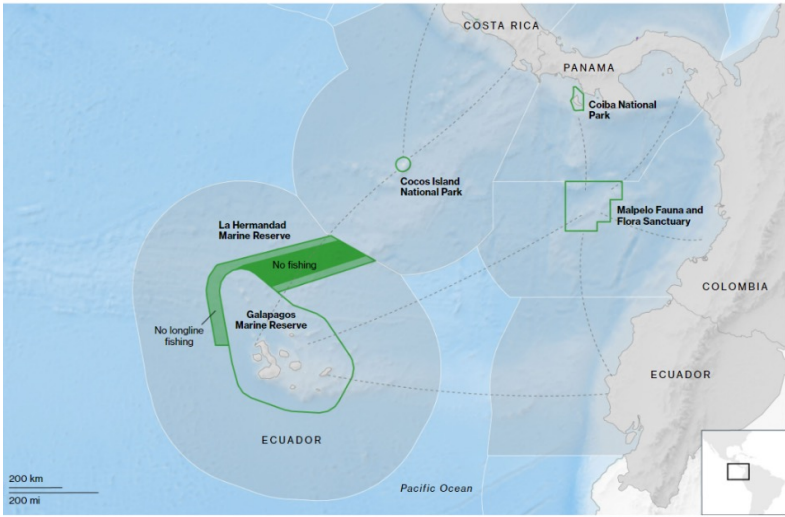 COSTA RICA
PANAMA
Coiba National
Park
Cocos Island
National Park
Malpelo Fauna and
Flora Sanctuary
La Hermandad
Marine Reserve
No fishing
COLOMBIA
Galapagos
Marine Reserve
No longline
fishing
ECUADOR
ECUADOR
200 km
200 mi
Pacific Ocean